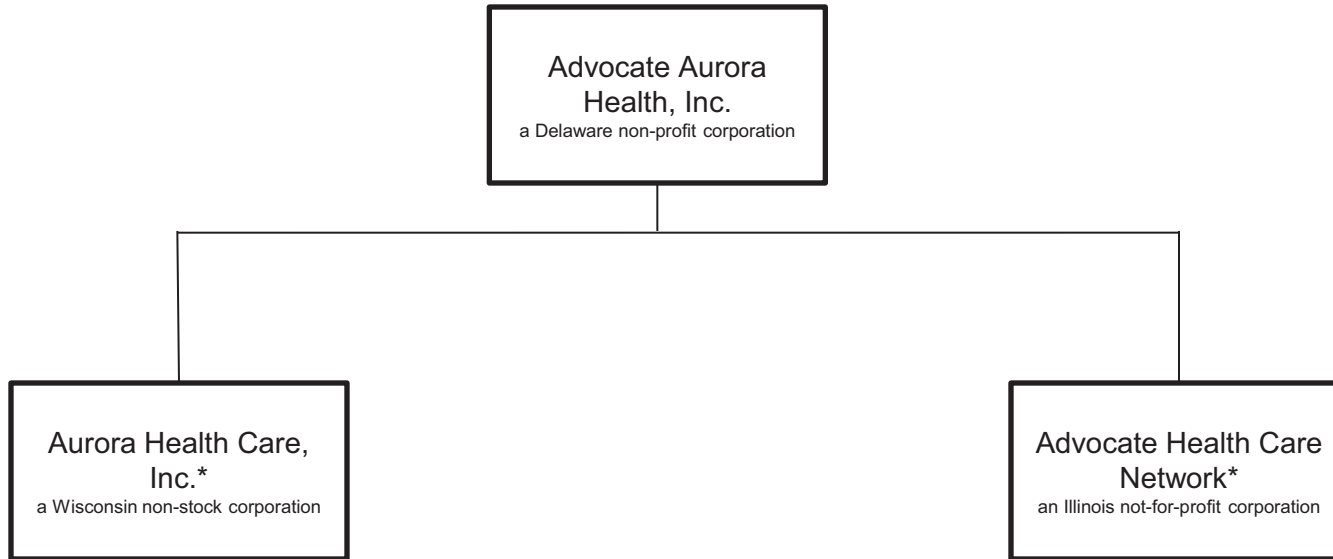 Advocate Aurora
Health, Inc.
a Delaware non-profit corporation
Aurora Health Care,
Inc.*
a Wisconsin non-stock corporation
Advocate Health Care
Network*
an Illinois not-for-profit corporation